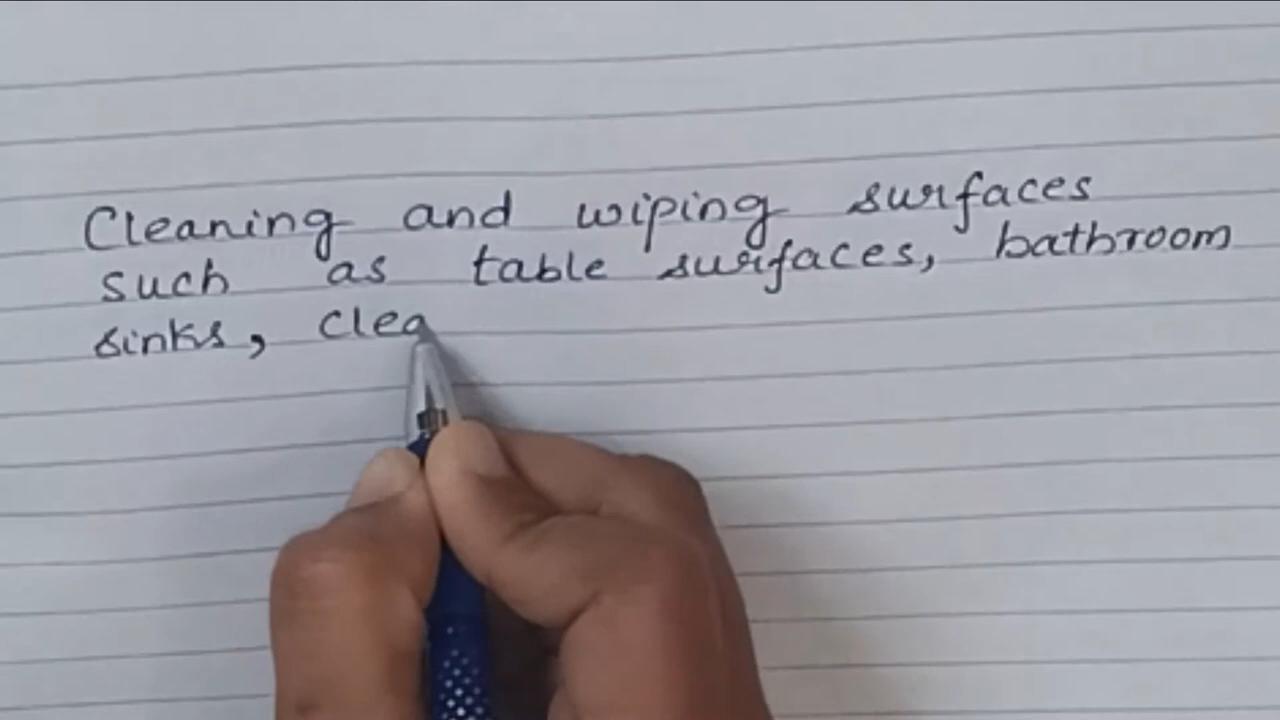 Cleaning and wiping surfaces
such as table surfaces, bathroom
sinks, clea